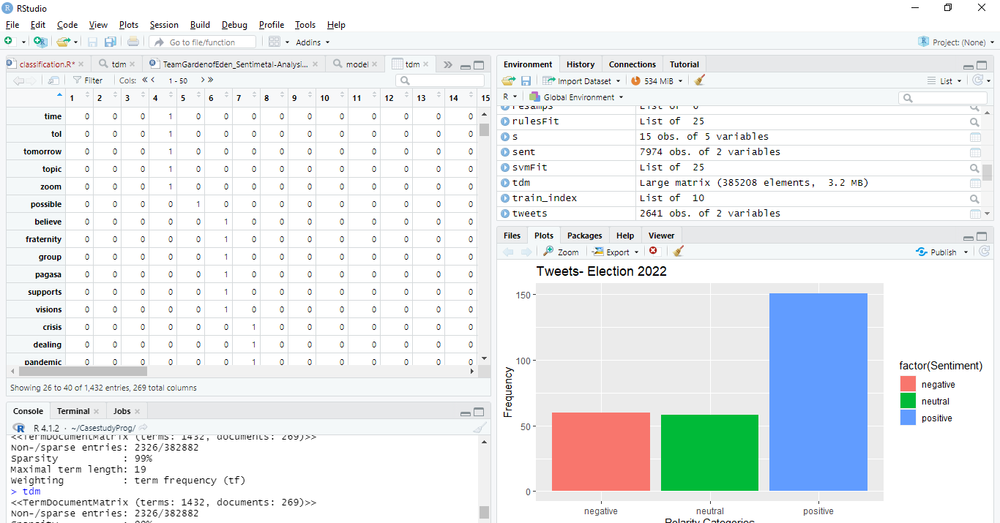 RStudio
File Edit Code View Plots Session Build Debug Profile Tools Help
Go to file/function Addins Project: (None)
classification.R* tdm TeamGardenofEden_Sentimetal-Analysi... model tdm
Filter Cols: 1 - 50
1 2 3 4 5 6 7 8 9 10 11 12 13 14 15
time 0 0 0 1 0 0 0 0 0 0 0 0 0 0
tol 0 0 0 1 0 0 0 0 0 0 0 0 0 0
tomorrow 0 0 0 1 0 0 0 0 0 0 0 0 0 0
topic 0 0 0 1 0 0 0 0 0 0 0 0 0 0
zoom 0 0 0 1 0 0 0 0 0 0 0 0 0 0
possible 0 0 0 0 1 0 0 0 0 0 0 0 0 0
believe 0 0 0 0 0 1 0 0 0 0 0 0 0 0
fraternity 0 0 0 0 0 1 0 0 0 0 0 0 0 0
group 0 0 0 0 0 1 0 0 0 0 0 0 0 0
pagasa 0 0 0 0 0 1 0 0 0 0 0 0 0 0
supports 0 0 0 0 0 1 0 0 0 0 0 0 0 0
visions 0 0 0 0 0 1 0 0 0 0 0 0 0 0
crisis 0 0 0 0 0 0 1 0 0 0 0 0 0 0
dealing 0 0 0 0 0 0 1 0 0 0 0 0 0 0
pandemic 0 0 0 0 0 0 1 0 0 0 0 0 0 0
Showing 26 to 40 of 1,432 entries, 269 total columns
Console Terminal Jobs
R 4.1.2 · ~/CasestudyProg/
<<TermDocumentMatrix (terms: 1432, documents: 269)>>
Non-/sparse entries: 2326/382882
Sparsity : 99%
Maximal term length: 19
Weighting : term frequency (tf)
> tdm
<<TermDocumentMatrix (terms: 1432, documents: 269)>>
Non-/sparse entries: 2326/382882
Sparsity : 99%
Environment History Connections Tutorial
Import Dataset 534 MiB List
R Global Environment
resamps List of 6
rulesFit List of 25
s 15 obs. of 5 variables
sent 7974 obs. of 2 variables
svmFit List of 25
tdm Large matrix (385208 elements, 3.2 MB)
train_index List of 10
tweets 2641 obs. of 2 variables
Files Plots Packages Help Viewer
Zoom Export Publish
Tweets- Election 2022
150
100
50
0
Frequency
negative neutral positive
Polarity Categories
factor(Sentiment)
negative
neutral
positive